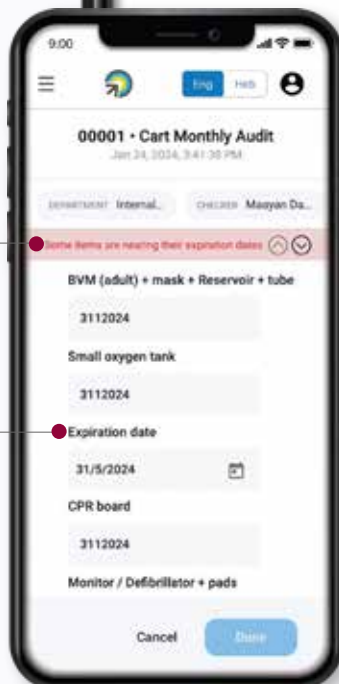 9:00
Eng Heb
00001 • Cart Monthly Audit
Jan 24, 2024, 3:41:30 PM
DEPARTMENT Internal... CHECKER Maayan Da...
Some items are nearing their expiration dates
BVM (adult) + mask + Reservoir + tube
3112024
Small oxygen tank
3112024
Expiration date
31/5/2024
CPR board
3112024
Monitor / Defibrillator + pads
Cancel Done